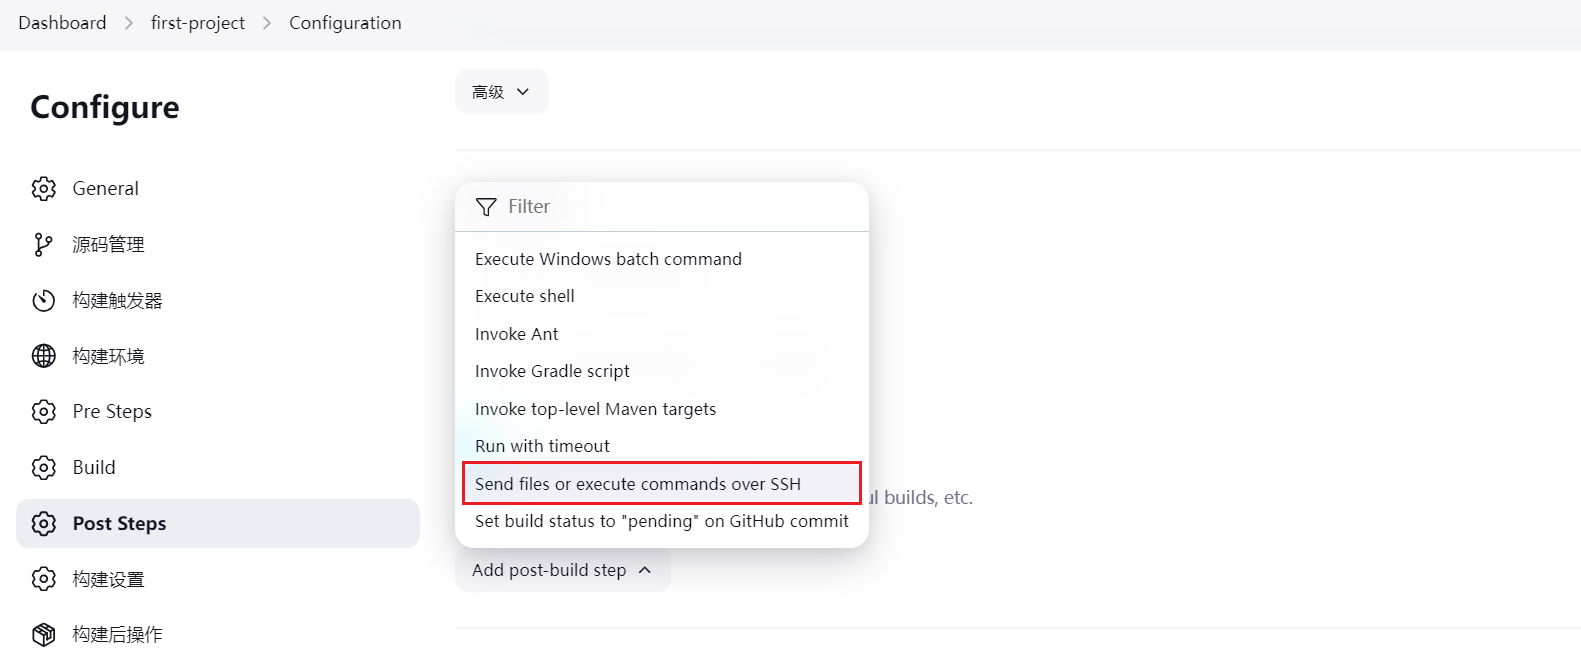 Dashboard > first-project > Configuration
Configure
General
源码管理
构建触发器
构建环境
Pre Steps
Build
Post Steps
构建设置
构建后操作
高级
Filter
Execute Windows batch command
Execute shell
Invoke Ant
Invoke Gradle script
Invoke top-level Maven targets
Run with timeout
Send files or execute commands over SSH
builds, etc.
Set build status to "pending" on GitHub commit
Add post-build step